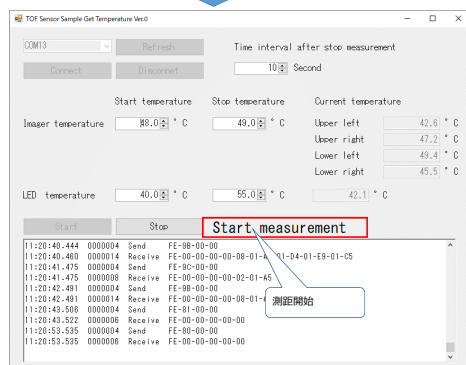 TOF Sensor Sample Get Temperature Ver.0
COM13 Refresh Time interval after stop measurement
Connect Disconnet 10 Second
Start temperature Stop temperature Current temperature
Imager temperature 48.0 ° C 49.0 ° C Upper left 42.6 ° C
Upper right 47.2 ° C
Lower left 49.4 ° C
Lower right 45.5 ° C
LED temperature 40.0 ° C 55.0 ° C 42.1 ° C
Start Stop Start measurement
11:20:40.444 0000004 Send FE-9B-00-00
11:20:40.460 0000014 Receive FE-00-00-00-08-01-A 01-D4-01-E9-01-C5
11:20:41.475 0000004 Send FE-9C-00-00
11:20:41.475 0000008 Receive FE-00-00-00-02-01-A5
11:20:42.491 0000004 Send FE-9B-00-00
11:20:42.491 0000014 Receive FE-00-00-00-08-01-
11:20:43.506 0000004 Send FE-81-00-00
11:20:43.522 0000006 Receive FE-00-00-00-00-00
11:20:53.535 0000004 Send FE-80-00-00
11:20:53.535 0000006 Receive FE-00-00-00-00-00
測距開始